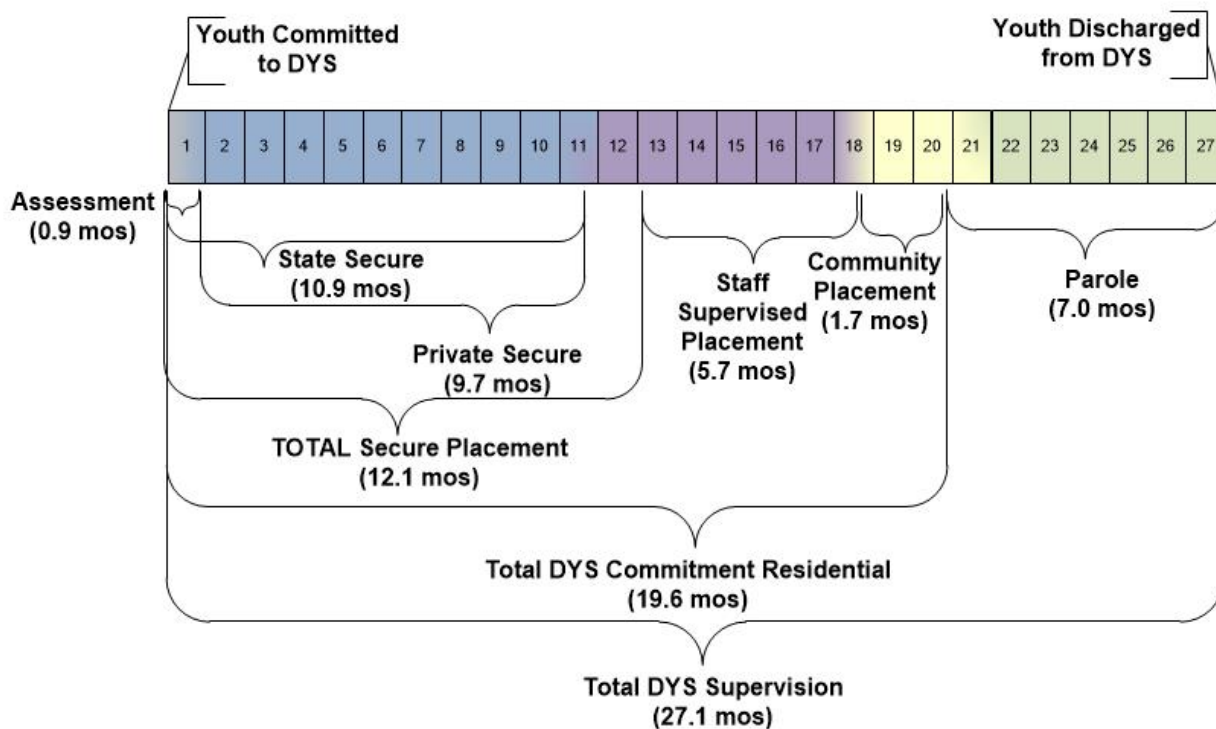 Youth Committed
to DYS
Youth Discharged
from DYS
1 2 3 4 5 6 7 8 9 10 11 12 13 14 15 16 17 18 19 20 21 22 23 24 25 26 27
Assessment
(0.9 mos)
State Secure
(10.9 mos)
Private Secure
(9.7 mos)
Staff
Supervised
Placement
(5.7 mos)
Community
Placement
(1.7 mos)
Parole
(7.0 mos)
TOTAL Secure Placement
(12.1 mos)
Total DYS Commitment Residential
(19.6 mos)
Total DYS Supervision
(27.1 mos)